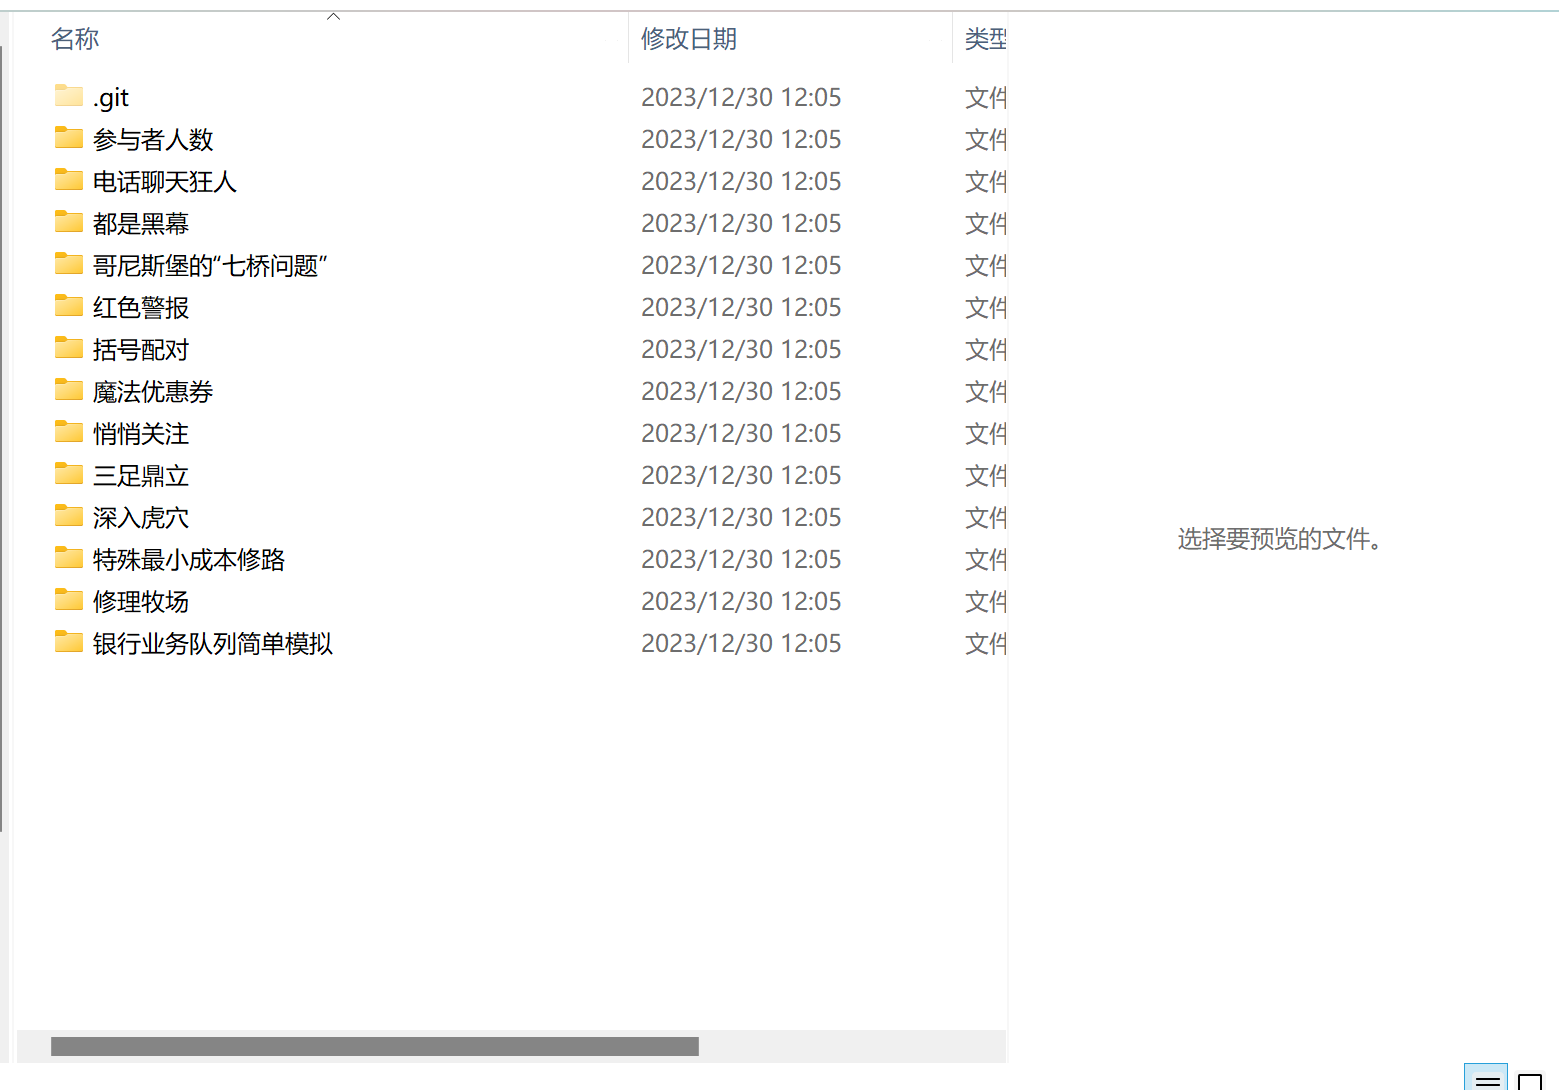 名称 修改日期 类型
.git 2023/12/30 12:05 文件
参与者人数 2023/12/30 12:05 文件
电话聊天狂人 2023/12/30 12:05 文件
都是黑幕 2023/12/30 12:05 文件
哥尼斯堡的“七桥问题” 2023/12/30 12:05 文件
红色警报 2023/12/30 12:05 文件
括号配对 2023/12/30 12:05 文件
魔法优惠券 2023/12/30 12:05 文件
悄悄关注 2023/12/30 12:05 文件
三足鼎立 2023/12/30 12:05 文件
深入虎穴 2023/12/30 12:05 文件
特殊最小成本修路 2023/12/30 12:05 文件
修理牧场 2023/12/30 12:05 文件
银行业务队列简单模拟 2023/12/30 12:05 文件
选择要预览的文件。